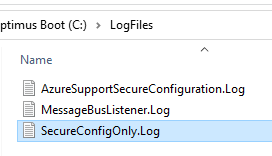 ptimus Boot (C:) > LogFiles
Name
AzureSupportSecureConfiguration.Log
MessageBusListener.Log
SecureConfigOnly.Log